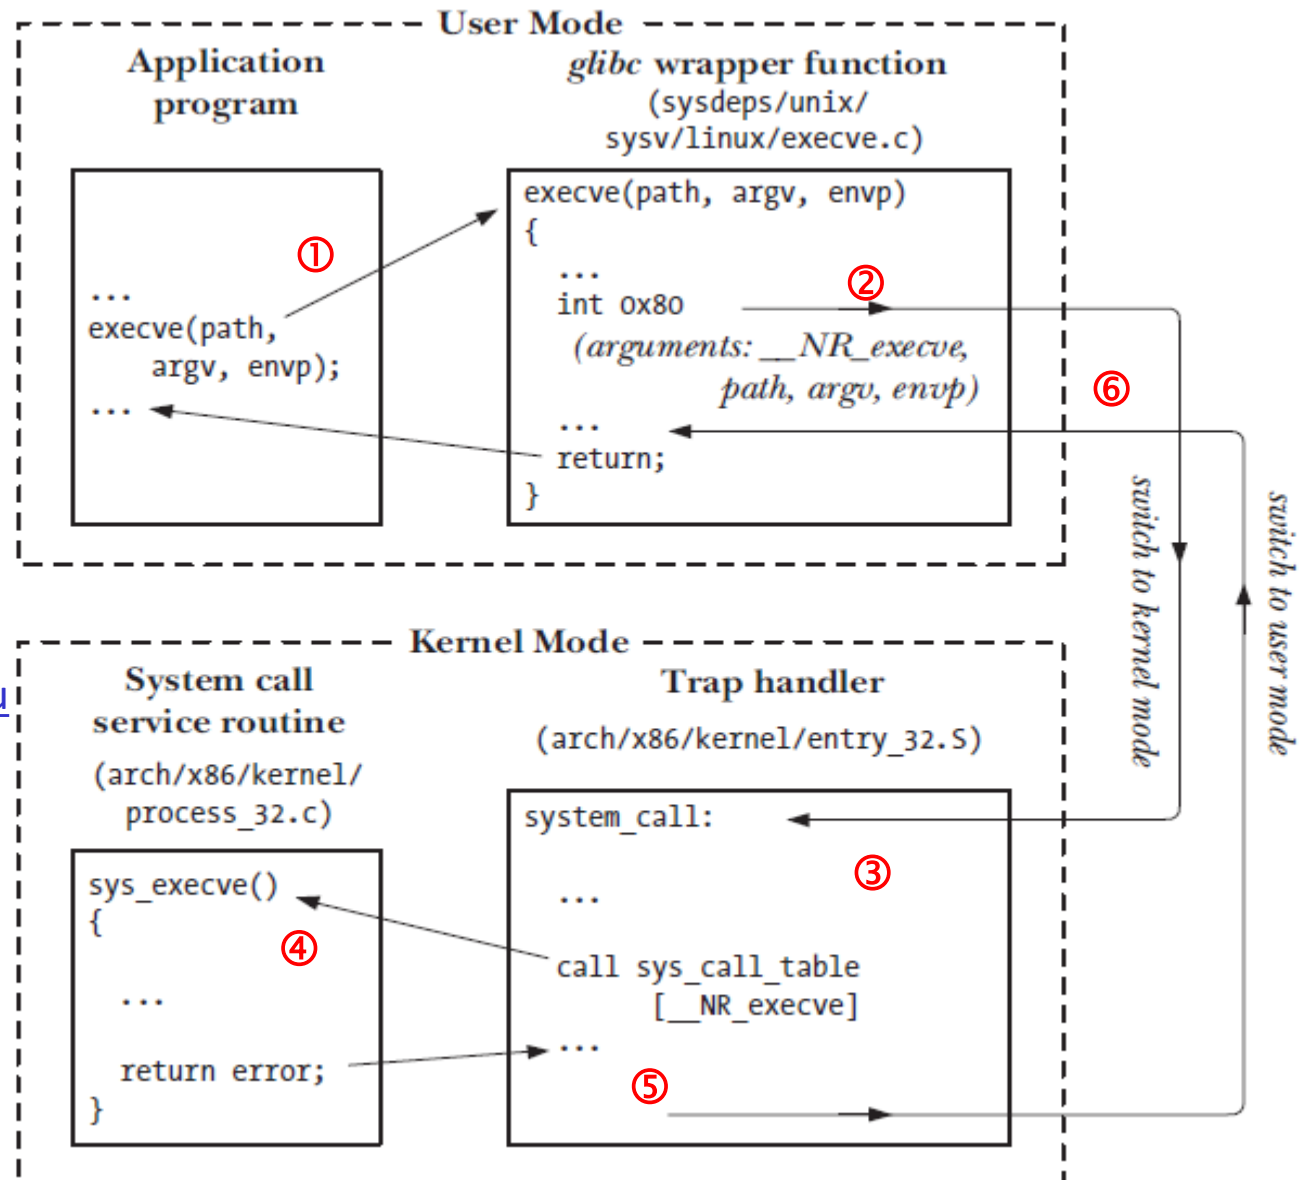 User Mode
Application
program
glibc wrapper function
(sysdeps/unix/
sysv/linux/execve.c)
...
execve(path,
argv, envp);
...
①
execve(path, argv, envp)
{
...
int 0x80
②
(arguments: __NR_execve,
path, argv, envp)
...
return;
}
⑥
switch to kernel mode
switch to user mode
Kernel Mode
System call
service routine
(arch/x86/kernel/
process_32.c)
Trap handler
(arch/x86/kernel/entry_32.S)
u
sys_execve()
{
④
...
return error;
}
system_call:
③
...
call sys_call_table
[__NR_execve]
...
⑤